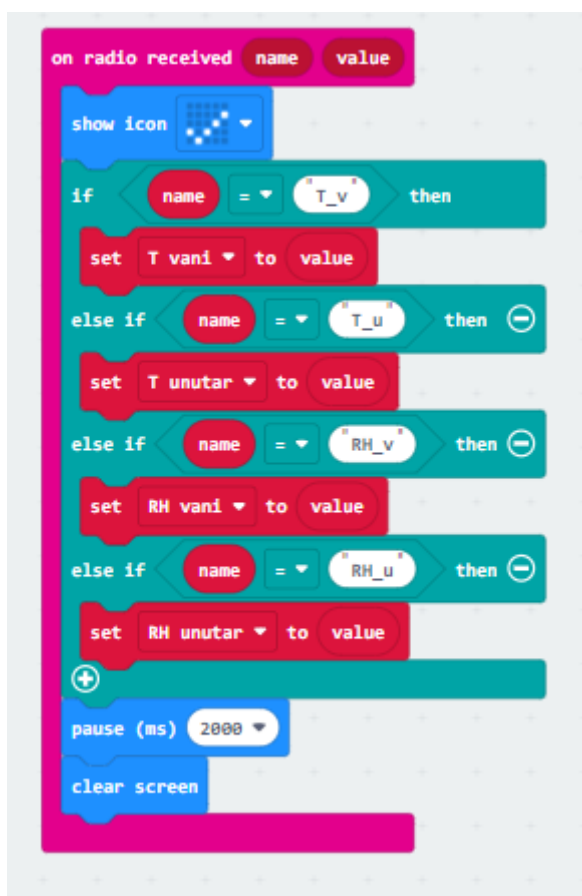 on radio received name value
show icon
if name = "T_v" then
set T vani to value
else if name = "T_u" then
set T unutar to value
else if name = "RH_v" then
set RH vani to value
else if name = "RH_u" then
set RH unutar to value
pause (ms) 2000
clear screen